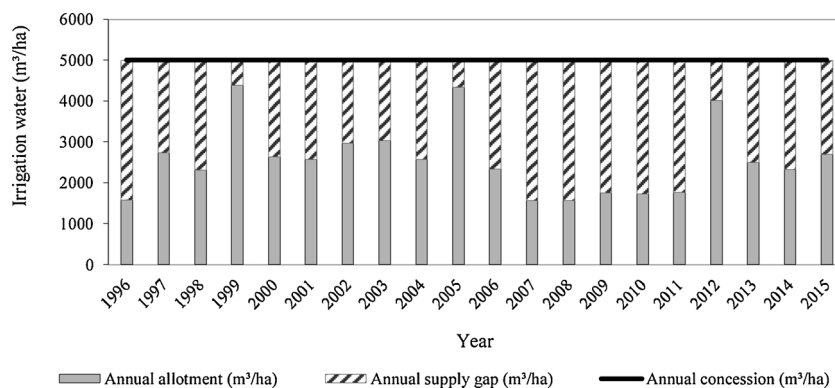 Irrigation water (m³/ha)
6000
5000
4000
3000
2000
1000
0
1996 1997 1998 1999 2000 2001 2002 2003 2004 2005 2006 2007 2008 2009 2010 2011 2012 2013 2014 2015
Year
Annual allotment (m³/ha) Annual supply gap (m³/ha) Annual concession (m³/ha)